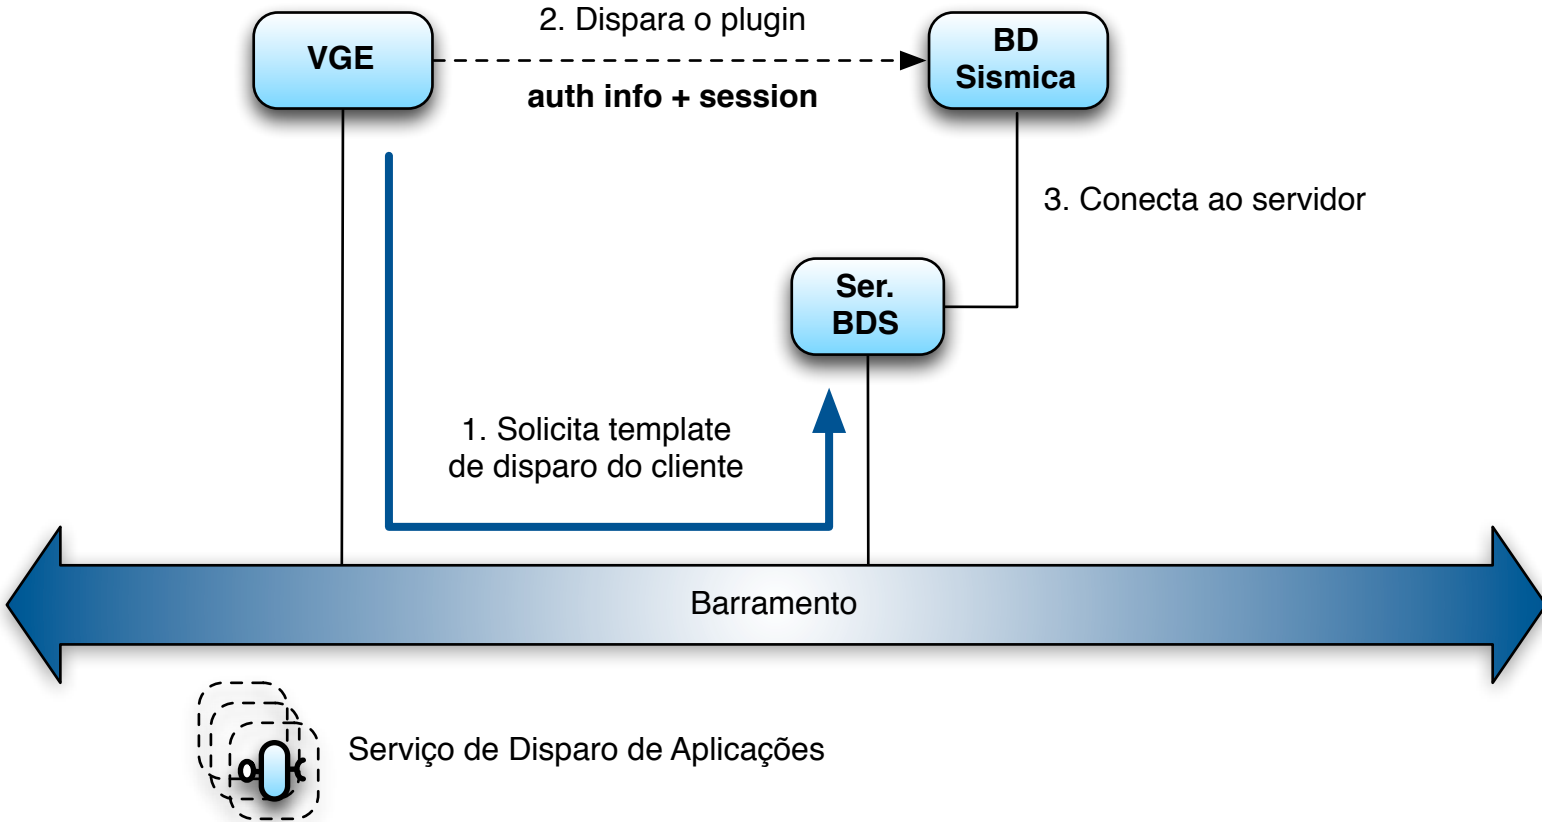 2. Dispara o plugin
VGE
BD
Sismica
auth info + session
3. Conecta ao servidor
Ser.
BDS
1. Solicita template
de disparo do cliente
Barramento
Serviço de Disparo de Aplicações